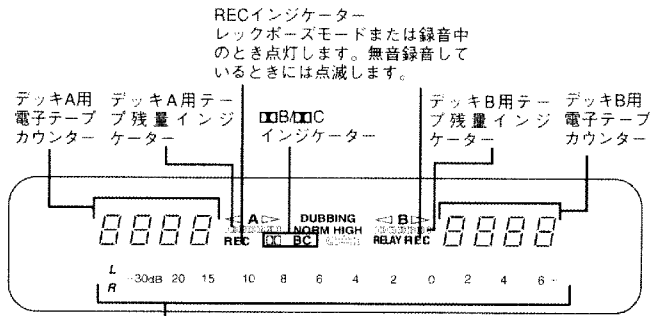 RECインジケーター
レックポーズモードまたは録音中
のとき点灯します。無音録音して
いるときには点滅します。
デッキA用
電子テープ
カウンター
デッキA用テー
プ残量インジ
ケーター
B/C
インジケーター
デッキB用テー
プ残量インジ
ケーター
デッキB用
電子テープ
カウンター
8888 A DUBBING B 8888
NORM HIGH
REC BC RELAY REC
L
R
-30dB 20 15 10 8 6 4 2 0 2 4 6